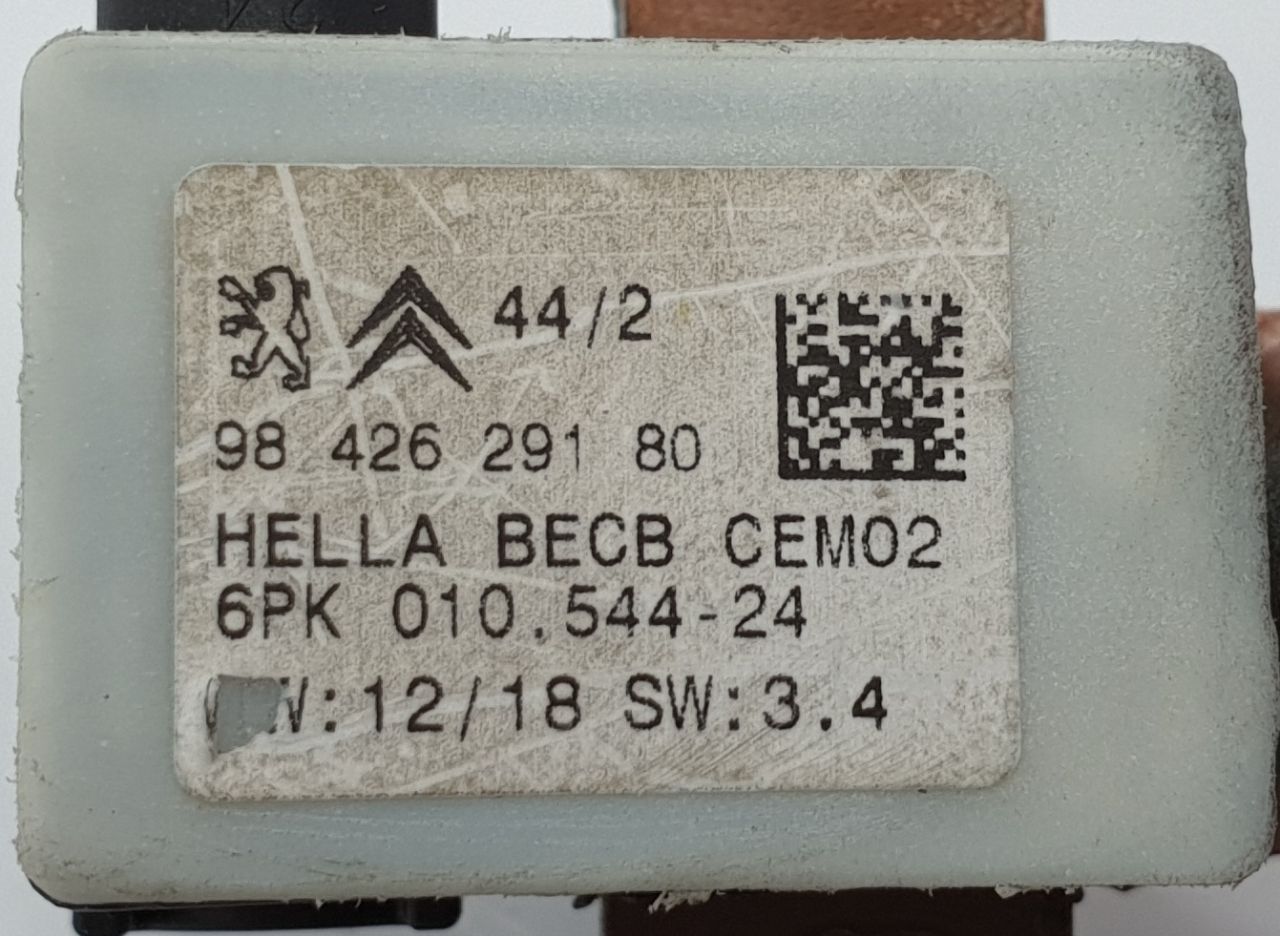 44/2
98 426 291 80
HELLA BECB CEM02
6PK 010.544-24
W:12/18 SW:3.4